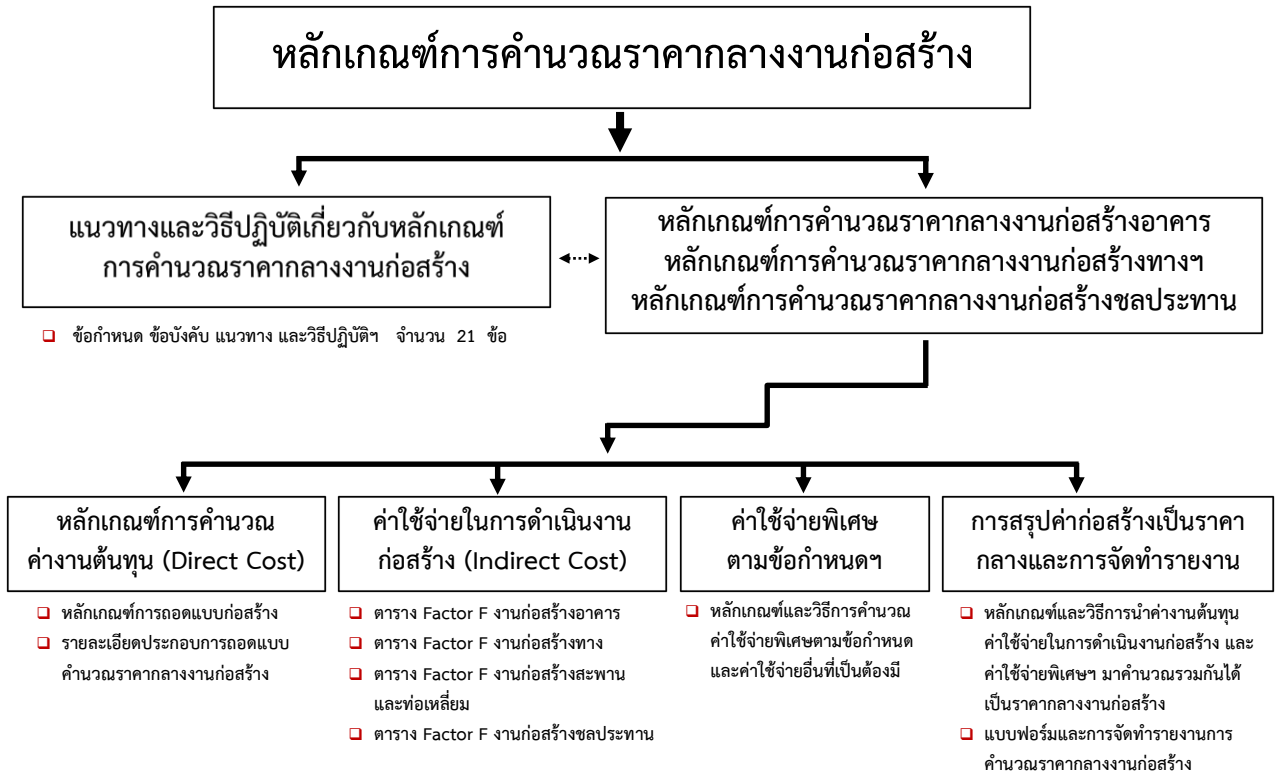 หลักเกณฑ์การคำนวณราคากลางงานก่อสร้าง
แนวทางและวิธีปฏิบัติเกี่ยวกับหลักเกณฑ์
การคำนวณราคากลางงานก่อสร้าง
❑ ข้อกำหนด ข้อบังคับ แนวทาง และวิธีปฏิบัติฯ จำนวน 21 ข้อ
หลักเกณฑ์การคำนวณราคากลางงานก่อสร้างอาคาร
หลักเกณฑ์การคำนวณราคากลางงานก่อสร้างทางฯ
หลักเกณฑ์การคำนวณราคากลางงานก่อสร้างชลประทาน
หลักเกณฑ์การคำนวณ
ค่างานต้นทุน (Direct Cost)
❑ หลักเกณฑ์การถอดแบบก่อสร้าง
❑ รายละเอียดประกอบการถอดแบบ
คำนวณราคากลางงานก่อสร้าง
ค่าใช้จ่ายในการดำเนินงาน
ก่อสร้าง (Indirect Cost)
❑ ตาราง Factor F งานก่อสร้างอาคาร
❑ ตาราง Factor F งานก่อสร้างทาง
❑ ตาราง Factor F งานก่อสร้างสะพาน
และท่อเหลี่ยม
❑ ตาราง Factor F งานก่อสร้างชลประทาน
ค่าใช้จ่ายพิเศษ
ตามข้อกำหนดฯ
❑ หลักเกณฑ์และวิธีการคำนวณ
ค่าใช้จ่ายพิเศษตามข้อกำหนด
และค่าใช้จ่ายอื่นที่เป็นต้องมี
การสรุปค่าก่อสร้างเป็นราคา
กลางและการจัดทำรายงาน
❑ หลักเกณฑ์และวิธีการนำค่างานต้นทุน
ค่าใช้จ่ายในการดำเนินงานก่อสร้าง และ
ค่าใช้จ่ายพิเศษฯ มาคำนวณรวมกันได้
เป็นราคากลางงานก่อสร้าง
❑ แบบฟอร์มและการจัดทำรายงานการ
คำนวณราคากลางงานก่อสร้าง